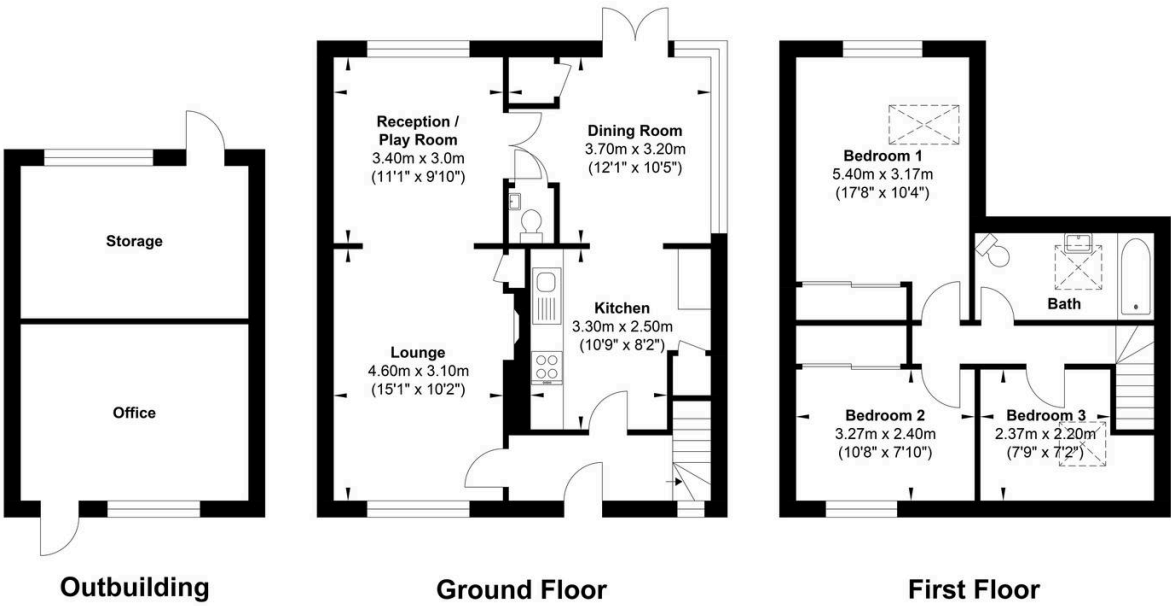 Storage
Office
Outbuilding
Reception /
Play Room
3.40m x 3.0m
(11'1" x 9'10")
Dining Room
3.70m x 3.20m
(12'1" x 10'5")
Lounge
4.60m x 3.10m
(15'1" x 10'2")
Kitchen
3.30m x 2.50m
(10'9" x 8'2")
Ground Floor
Bedroom 1
5.40m x 3.17m
(17'8" x 10'4")
Bath
Bedroom 2
3.27m x 2.40m
(10'8" x 7'10")
Bedroom 3
2.37m x 2.20m
(7'9" x 7'2")
First Floor